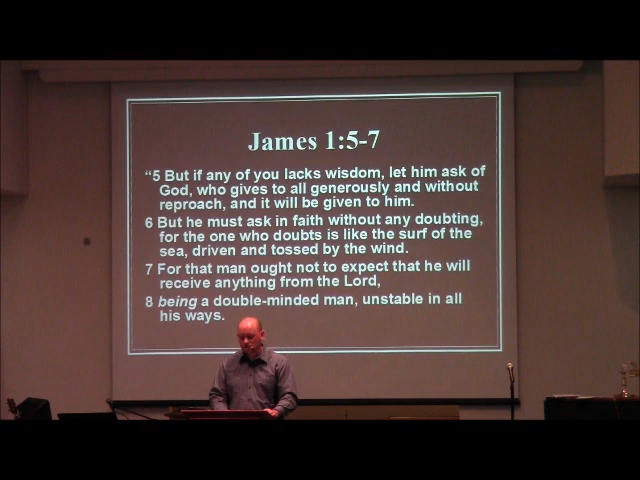 James 1:5-7
“5 But if any of you lacks wisdom, let him ask of
God, who gives to all generously and without
reproach, and it will be given to him.
6 But he must ask in faith without any doubting,
for the one who doubts is like the surf of the
sea, driven and tossed by the wind.
7 For that man ought not to expect that he will
receive anything from the Lord,
8 being a double-minded man, unstable in all
his ways.